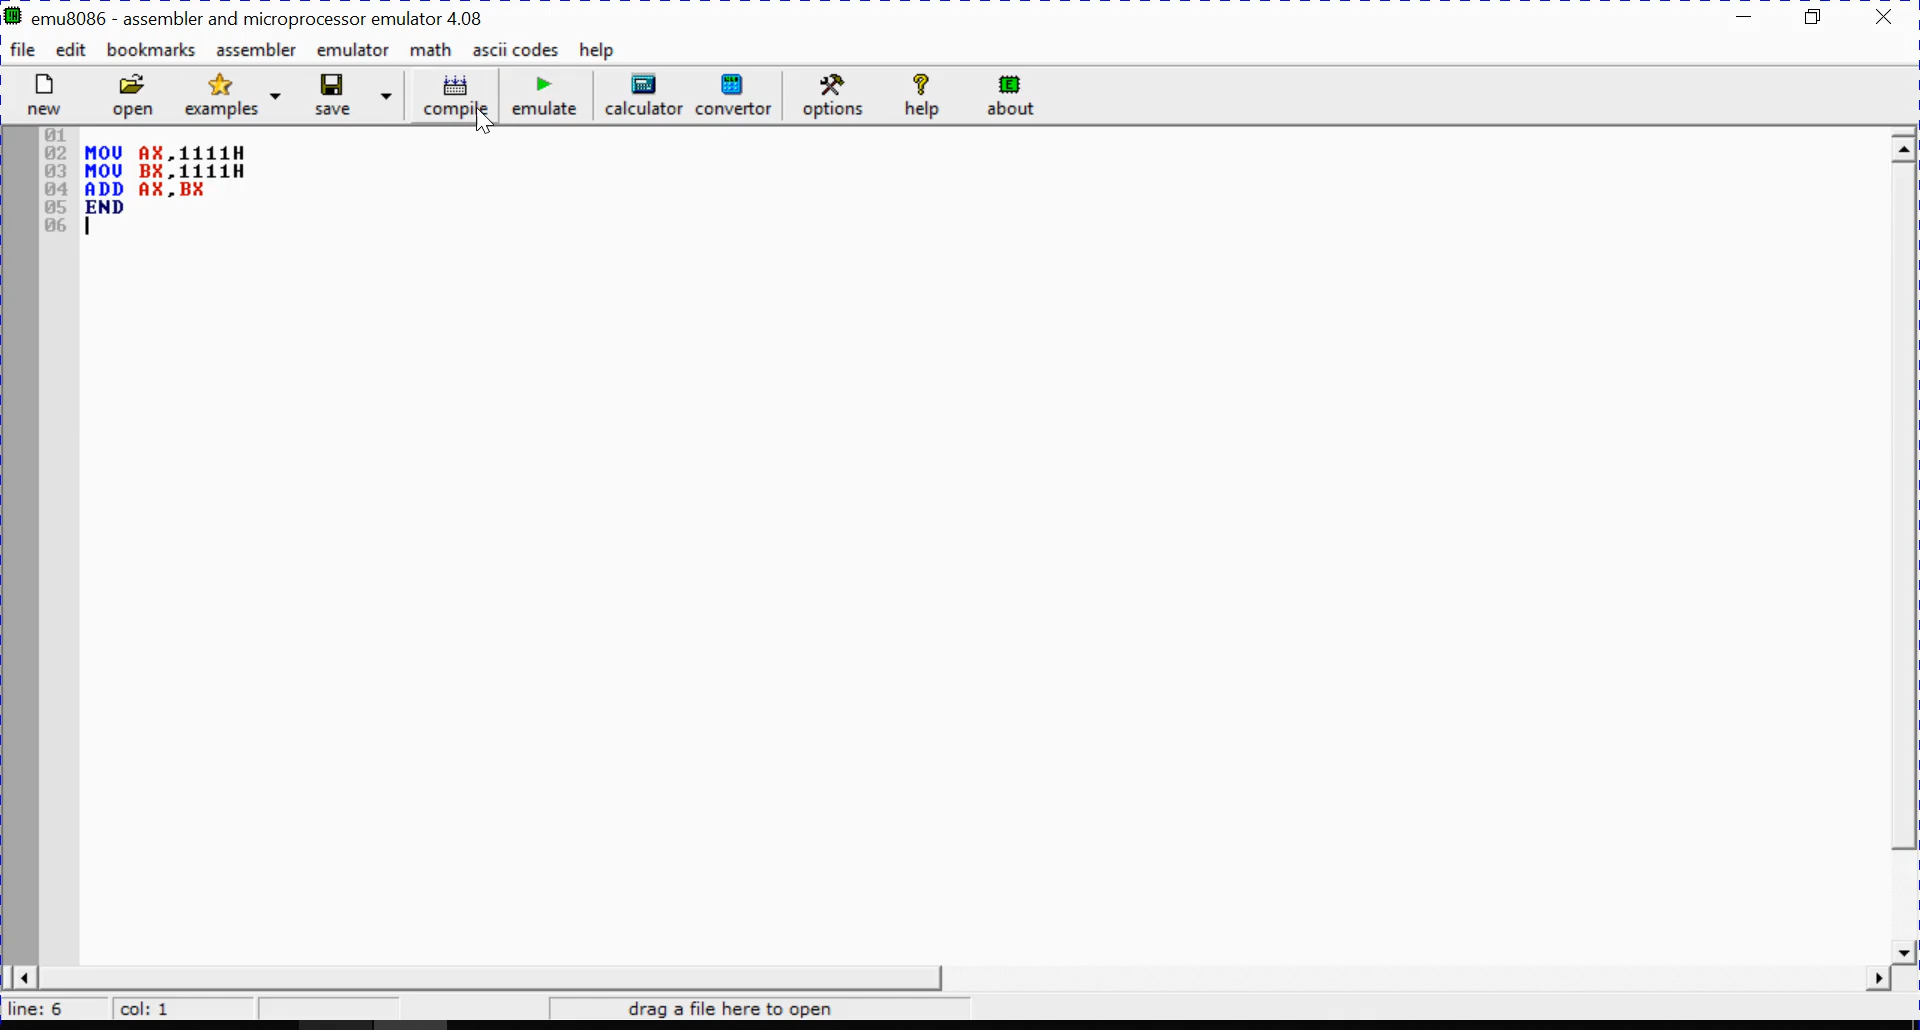 emu8086 - assembler and microprocessor emulator 4.08
file edit bookmarks assembler emulator math ascii codes help
new open examples save compile emulate calculator convertor options help about
01
02 MOV AX,1111H
03 MOV BX,1111H
04 ADD AX,BX
05 END
06
line: 6 col: 1 drag a file here to open